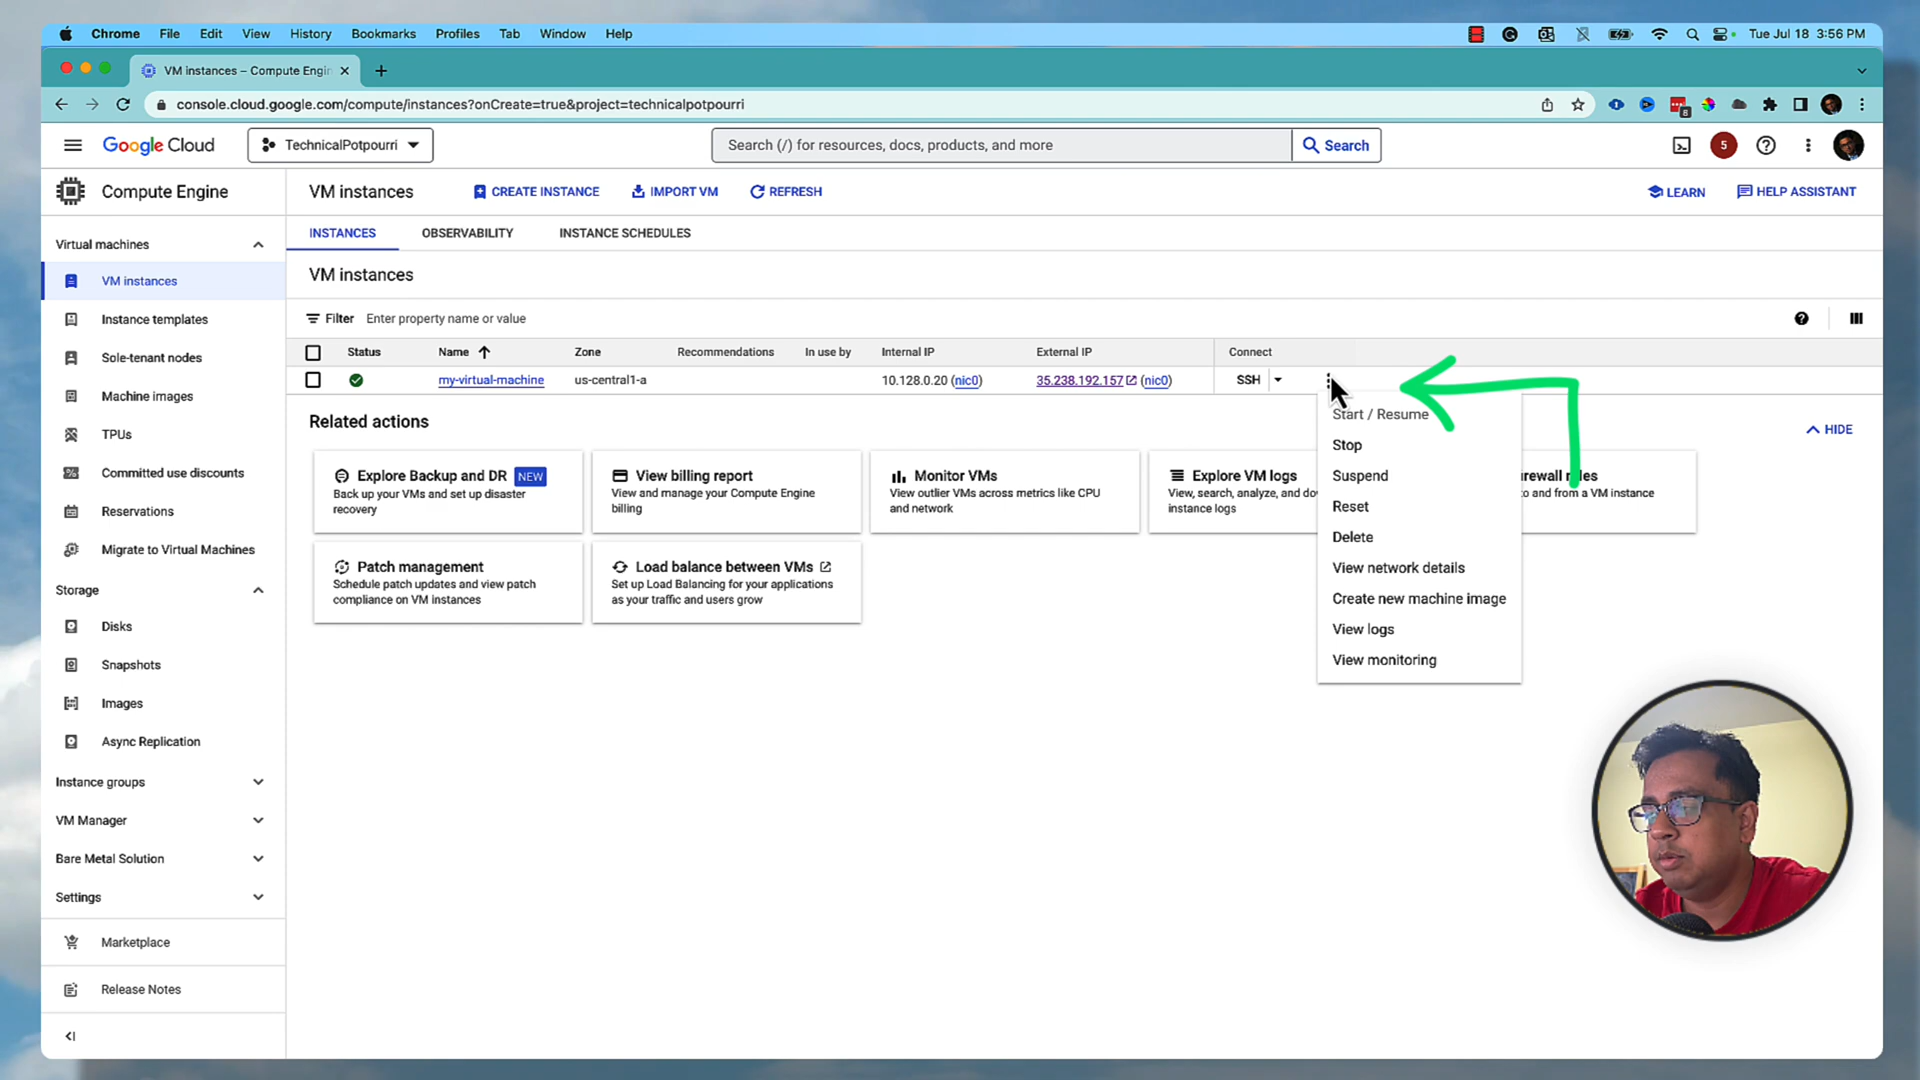 Chrome File Edit View History Bookmarks Profiles Tab Window Help Tue Jul 18 3:56 PM
VM instances – Compute Engin
console.cloud.google.com/compute/instances?onCreate=true&project=technicalpotpourri
8
Google Cloud TechnicalPotpourri Search (/) for resources, docs, products, and more Search 5
Compute Engine VM instances CREATE INSTANCE IMPORT VM REFRESH LEARN HELP ASSISTANT
Virtual machines
VM instances
Instance templates
Sole-tenant nodes
Machine images
TPUs
Committed use discounts
Reservations
Migrate to Virtual Machines
Storage
Disks
Snapshots
Images
Async Replication
Instance groups
VM Manager
Bare Metal Solution
Settings
Marketplace
Release Notes
INSTANCES OBSERVABILITY INSTANCE SCHEDULES
VM instances
Filter Enter property name or value
Status Name Zone Recommendations In use by Internal IP External IP Connect
my-virtual-machine us-central1-a 10.128.0.20 (nic0) 35.238.192.157 (nic0) SSH
Related actions
HIDE
Explore Backup and DR NEW
Back up your VMs and set up disaster
recovery
View billing report
View and manage your Compute Engine
billing
Monitor VMs
View outlier VMs across metrics like CPU
and network
Explore VM logs
View, search, analyze, and do
instance logs
to and from a VM instance
Patch management
Schedule patch updates and view patch
compliance on VM instances
Load balance between VMs
Set up Load Balancing for your applications
as your traffic and users grow
Start / Resume
Stop
Suspend
Reset
Delete
View network details
Create new machine image
View logs
View monitoring